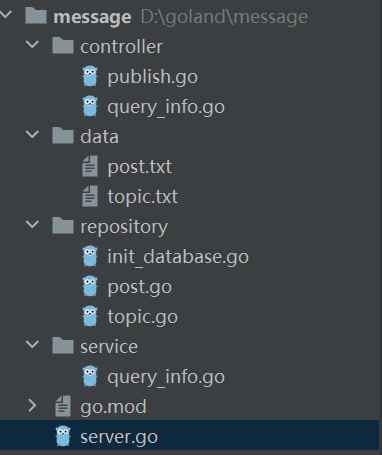 message D:\goland\message
controller
publish.go
query_info.go
data
post.txt
topic.txt
repository
init_database.go
post.go
topic.go
service
query_info.go
go.mod
server.go